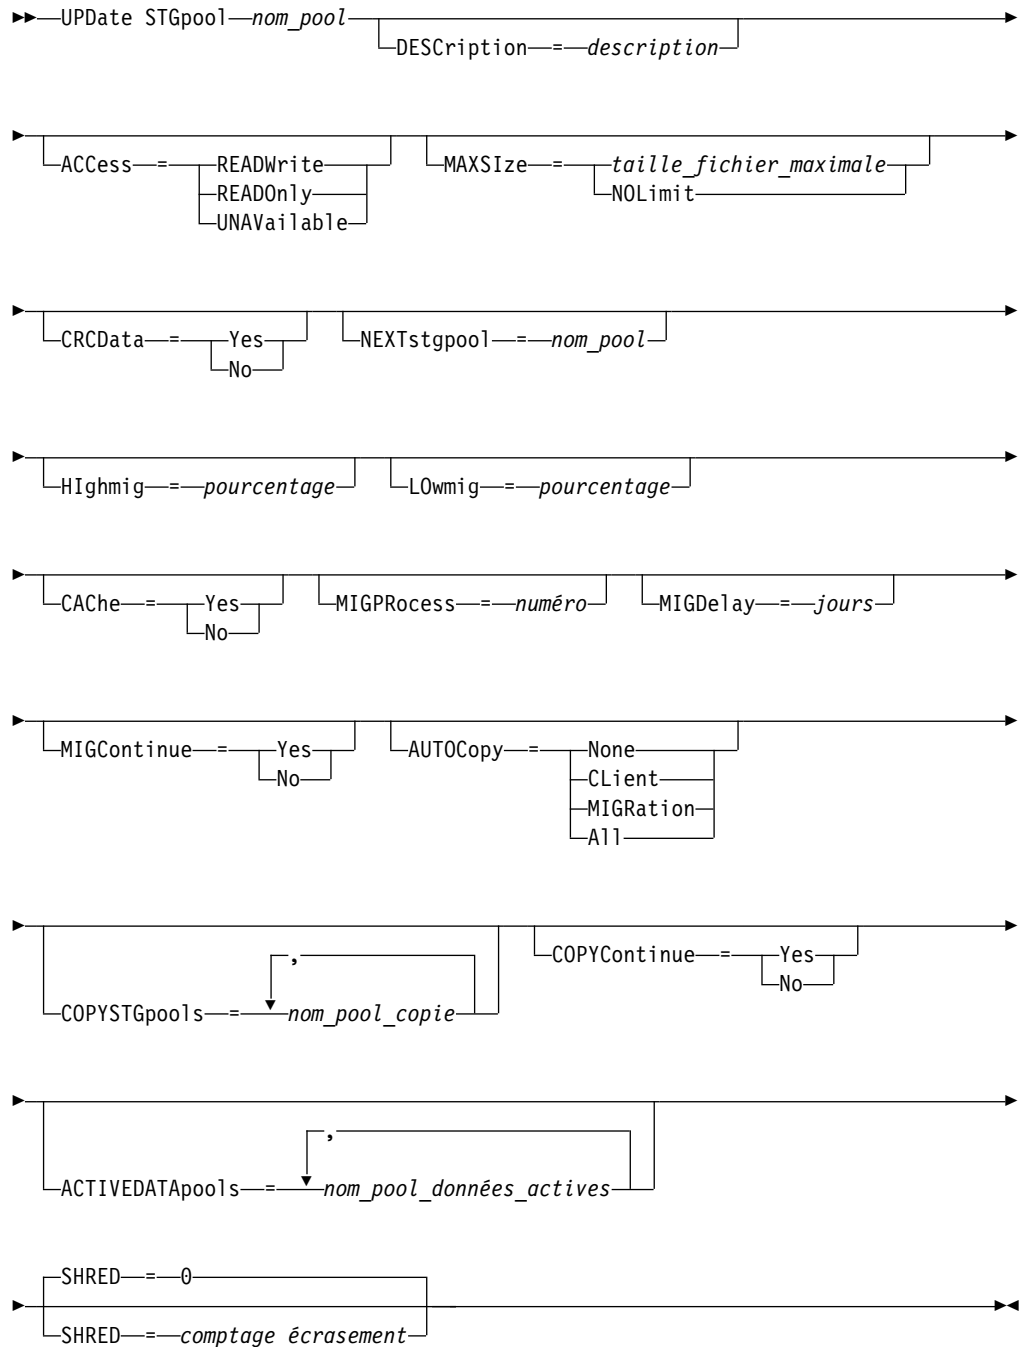 UPDate STGpool nom_pool
DESCription = description
ACCess = READWrite
READOnly
UNAVailable
MAXSIze = taille_fichier_maximale
NOLimit
CRCData = Yes
No
NEXTstgpool = nom_pool
HIghmig = pourcentage
LOwmig = pourcentage
CAChe = Yes
No
MIGPRocess = numéro
MIGDelay = jours
MIGContinue = Yes
No
AUTOCopy = None
CLient
MIGRation
All
,
COPYSTGpools = nom_pool_copie
COPYContinue = Yes
No
,
ACTIVEDATApools = nom_pool_données_actives
SHRED = 0
SHRED = comptage écrasement